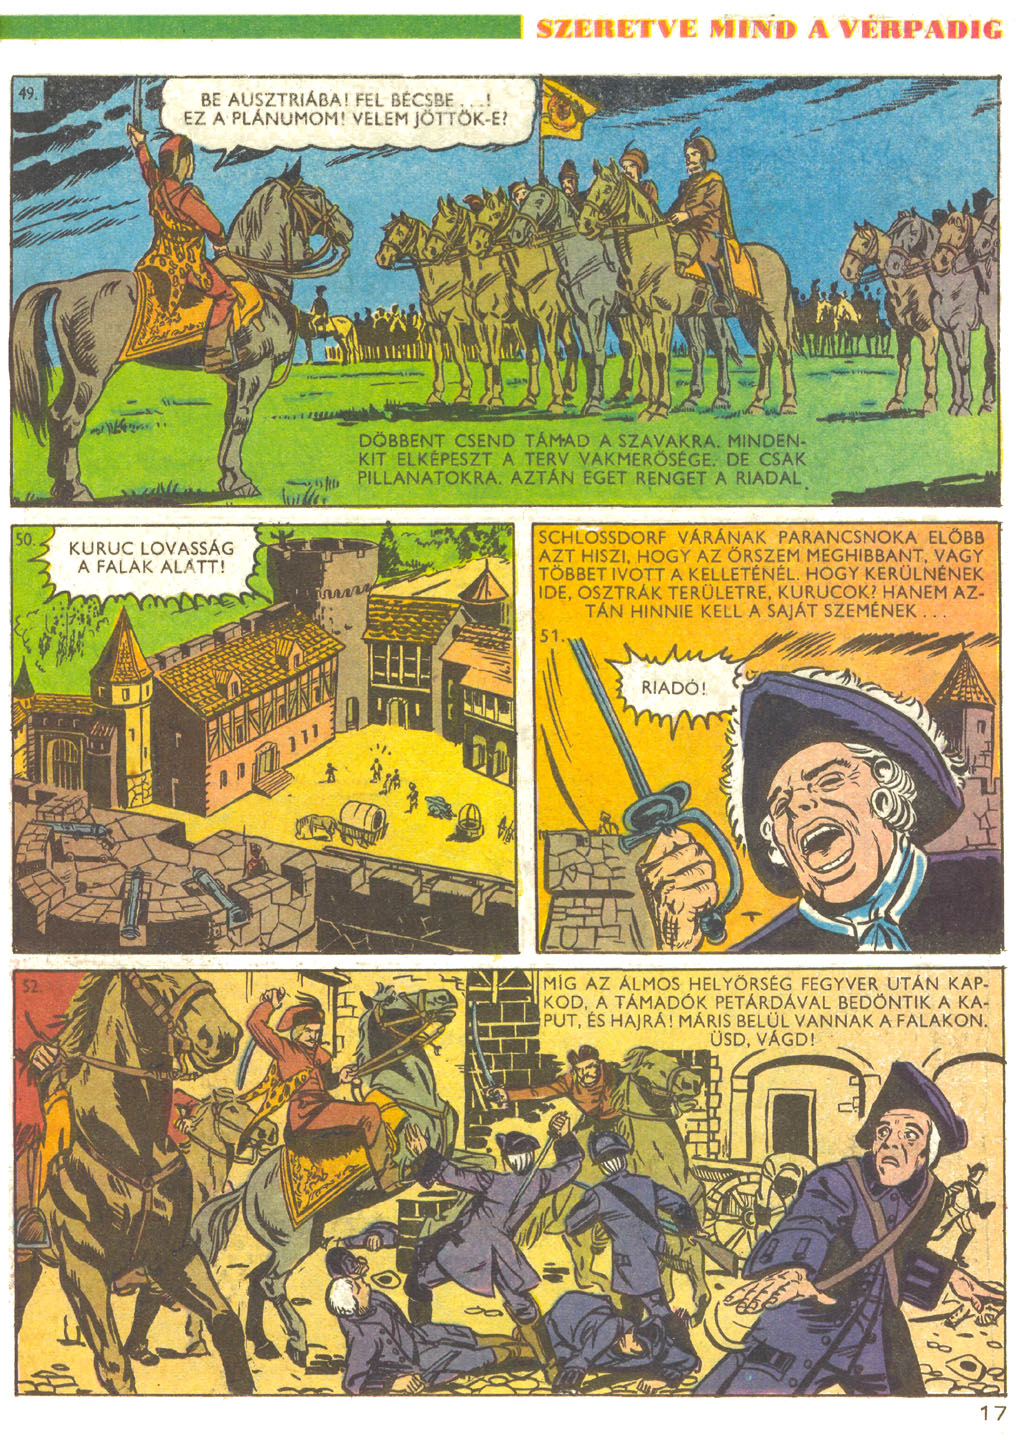 SZERETVE MIND A VÉRPADIG
49.
BE AUSZTRIÁBA! FEL BÉCSBE . . . !
EZ A PLÁNUMOM! VELEM JÖTTÖK-E?
DÖBBENT CSEND TÁMAD A SZAVAKRA. MINDEN-
KIT ELKÉPESZT A TERV VAKMERŐSÉGE. DE CSAK
PILLANATOKRA. AZTÁN EGET RENGET A RIADAL.
50.
KURUC LOVASSÁG
A FALAK ALATT!
SCHLOSSDORF VÁRÁNAK PARANCSNOKA ELŐBB
AZT HISZI, HOGY AZ ŐRSZEM MEGHIBBANT, VAGY
TÖBBET IVOTT A KELLETÉNÉL. HOGY KERÜLNÉNEK
IDE, OSZTRÁK TERÜLETRE, KURUCOK? HANEM AZ-
TÁN HINNIE KELL A SAJÁT SZEMÉNEK . . .
51.
RIADÓ!
52.
MÍG AZ ÁLMOS HELYŐRSÉG FEGYVER UTÁN KAP-
KOD, A TÁMADÓK PETÁRDÁVAL BEDÖNTIK A KA-
PUT, ÉS HAJRÁ! MÁRIS BELÜL VANNAK A FALAKON.
ÜSD, VÁGD!
17